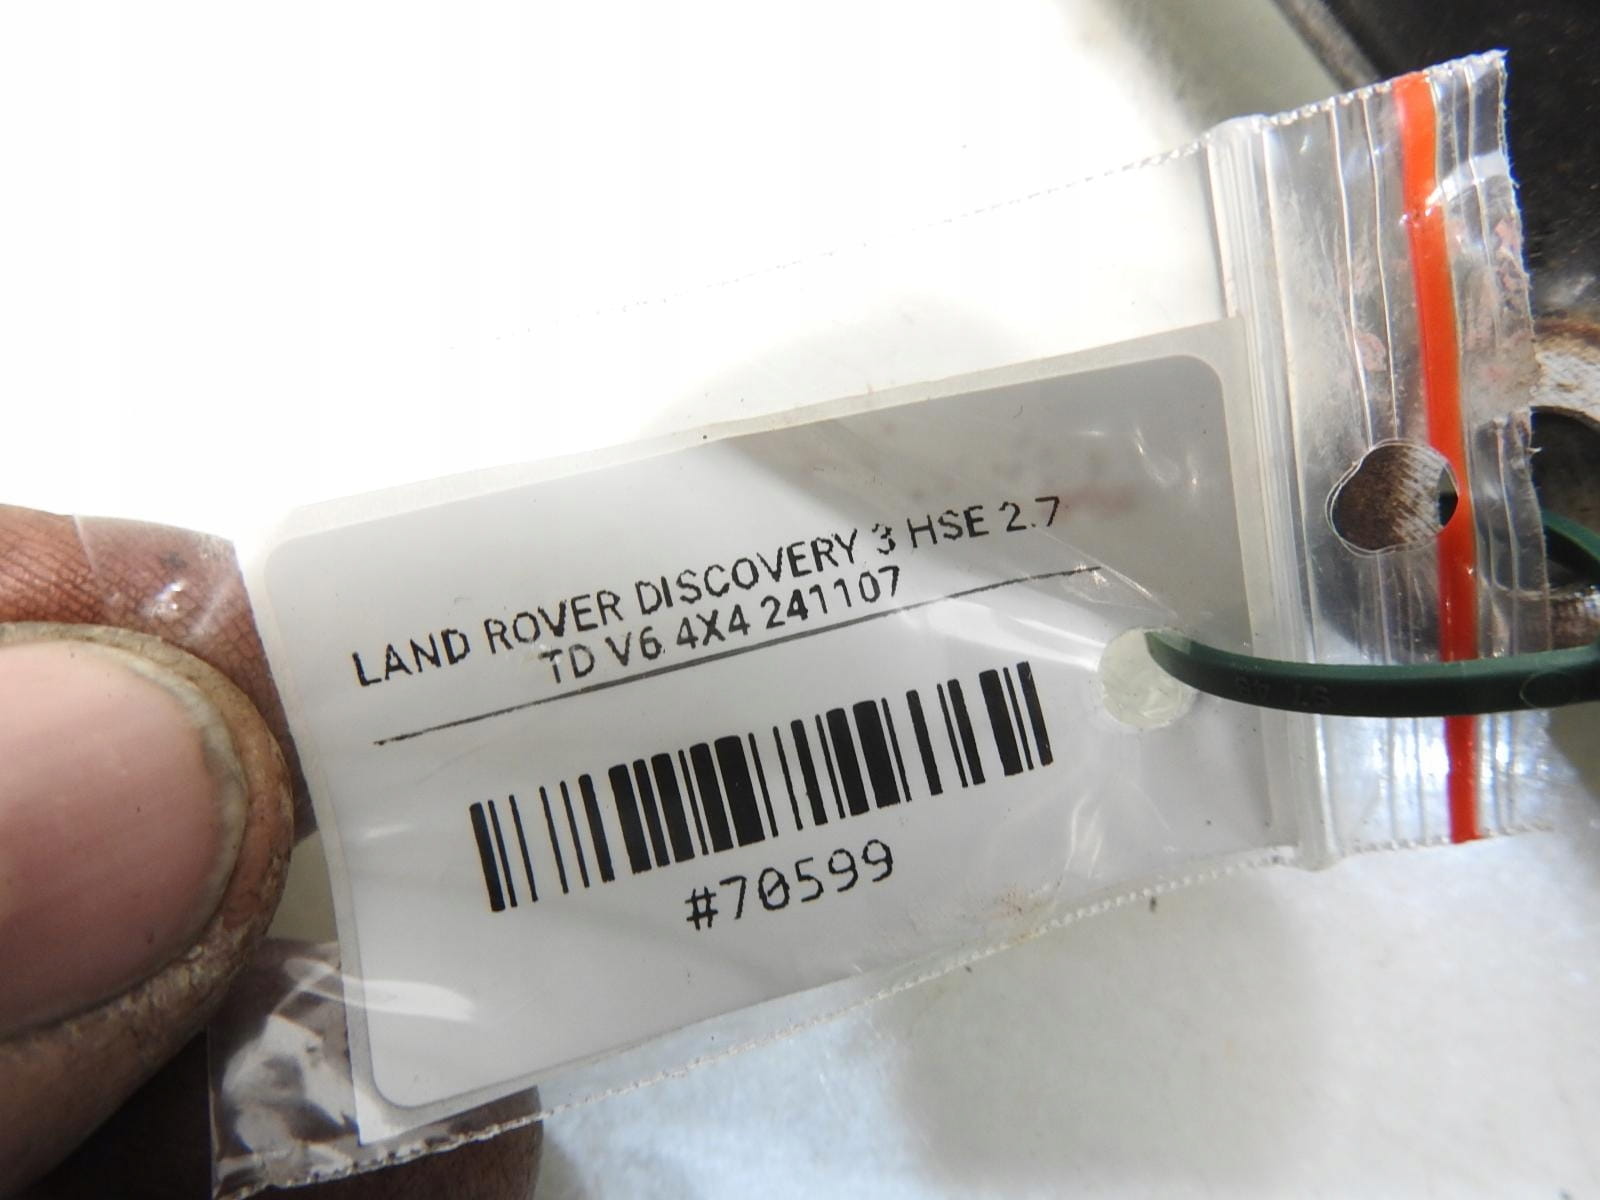 LAND ROVER DISCOVERY 3 HSE 2.7
TD V6 4X4 241107
#70599